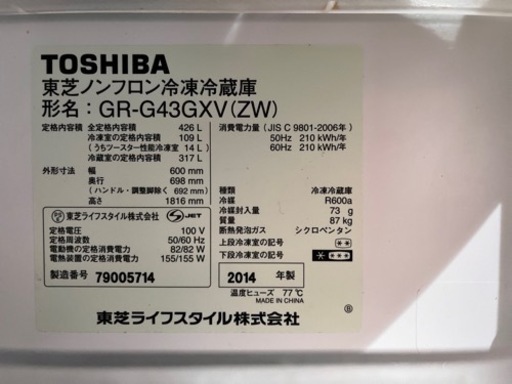 TOSHIBA
東芝ノンフロン冷凍冷蔵庫
形名：GR-G43GXV(ZW)
定格内容積 全定格内容積 426 L
冷凍室の定格内容積 109 L
(うちツースター性能冷凍室 14 L)
冷蔵室の定格内容積 317 L
外形寸法 幅 600 mm
奥行 698 mm
(ハンドル・調整脚除く 692 mm)
高さ 1816 mm
東芝ライフスタイル株式会社 S JET
定格電圧 100 V
定格周波数 50/60 Hz
電動機の定格消費電力 82/82 W
電熱装置の定格消費電力 155/155 W
製造番号 79005714
消費電力量 (JIS C 9801-2006年)
50Hz 210 kWh/年
60Hz 210 kWh/年
種類 冷凍冷蔵庫
冷媒 R600a
冷媒封入量 73 g
質量 87 kg
断熱発泡ガス シクロペンタン
上段冷凍室の記号 **
下段冷凍室の記号 ****
2014 年製
温度ヒューズ 77℃
MADE IN CHINA
B
東芝ライフスタイル株式会社